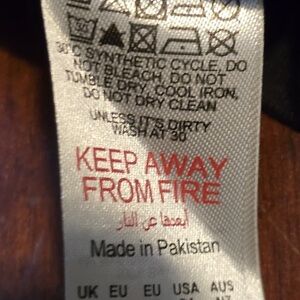 30°C SYNTHETIC CYCLE, DO
NOT BLEACH, DO NOT
TUMBLE DRY, COOL IRON,
DO NOT DRY CLEAN
UNLESS IT'S DIRTY
WASH AT 30
KEEP AWAY
FROM FIRE
أبعدها عن النار
Made in Pakistan
UK EU EU USA AUS